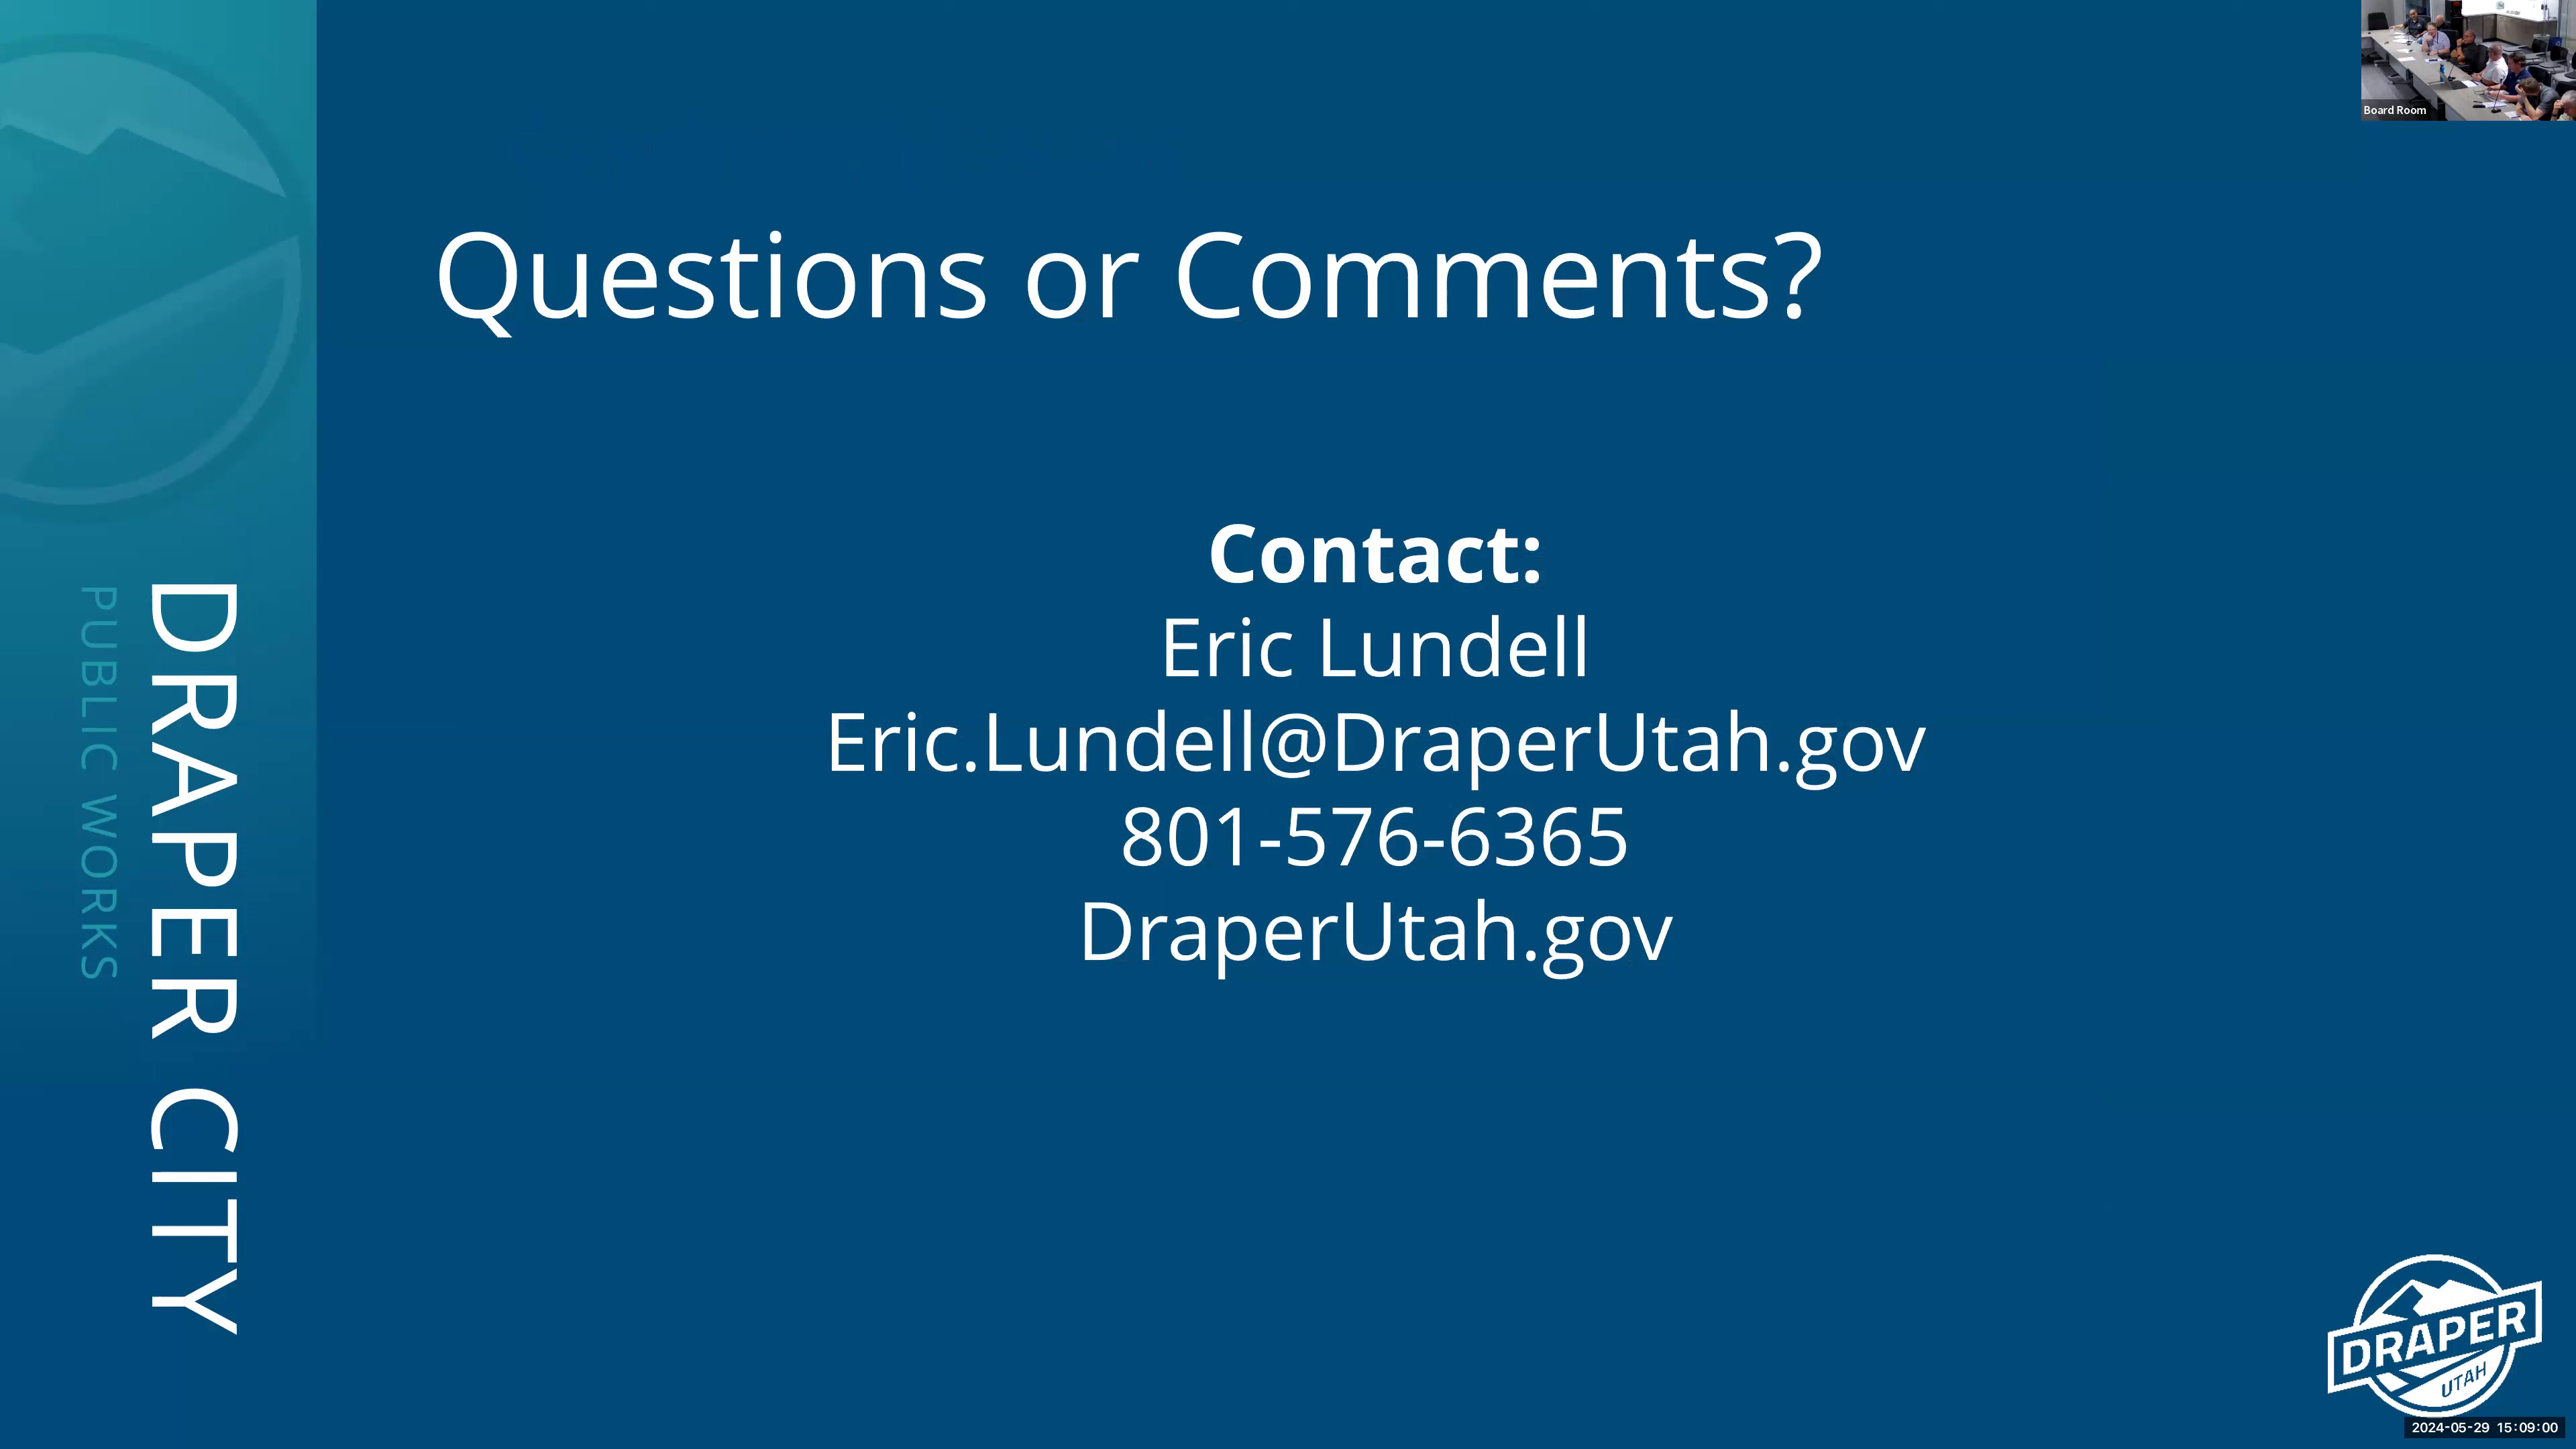 Board Room
Questions or Comments?
Contact:
Eric Lundell
Eric.Lundell@DraperUtah.gov
801-576-6365
DraperUtah.gov
DRAPER CITY
PUBLIC WORKS
DRAPER
UTAH
2024-05-29 15:09:00